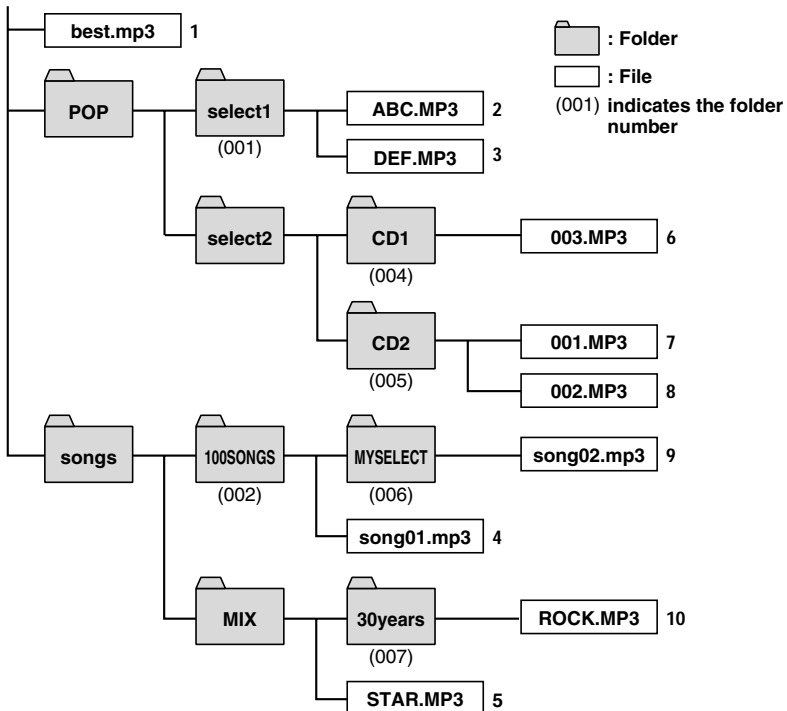 best.mp3 1
: Folder
: File
(001) indicates the folder
number
POP
select1
(001)
ABC.MP3 2
DEF.MP3 3
select2
CD1
(004)
003.MP3 6
CD2
(005)
001.MP3 7
002.MP3 8
songs
100SONGS
(002)
MYSELECT
(006)
song02.mp3 9
song01.mp3 4
MIX
30years
(007)
ROCK.MP3 10
STAR.MP3 5